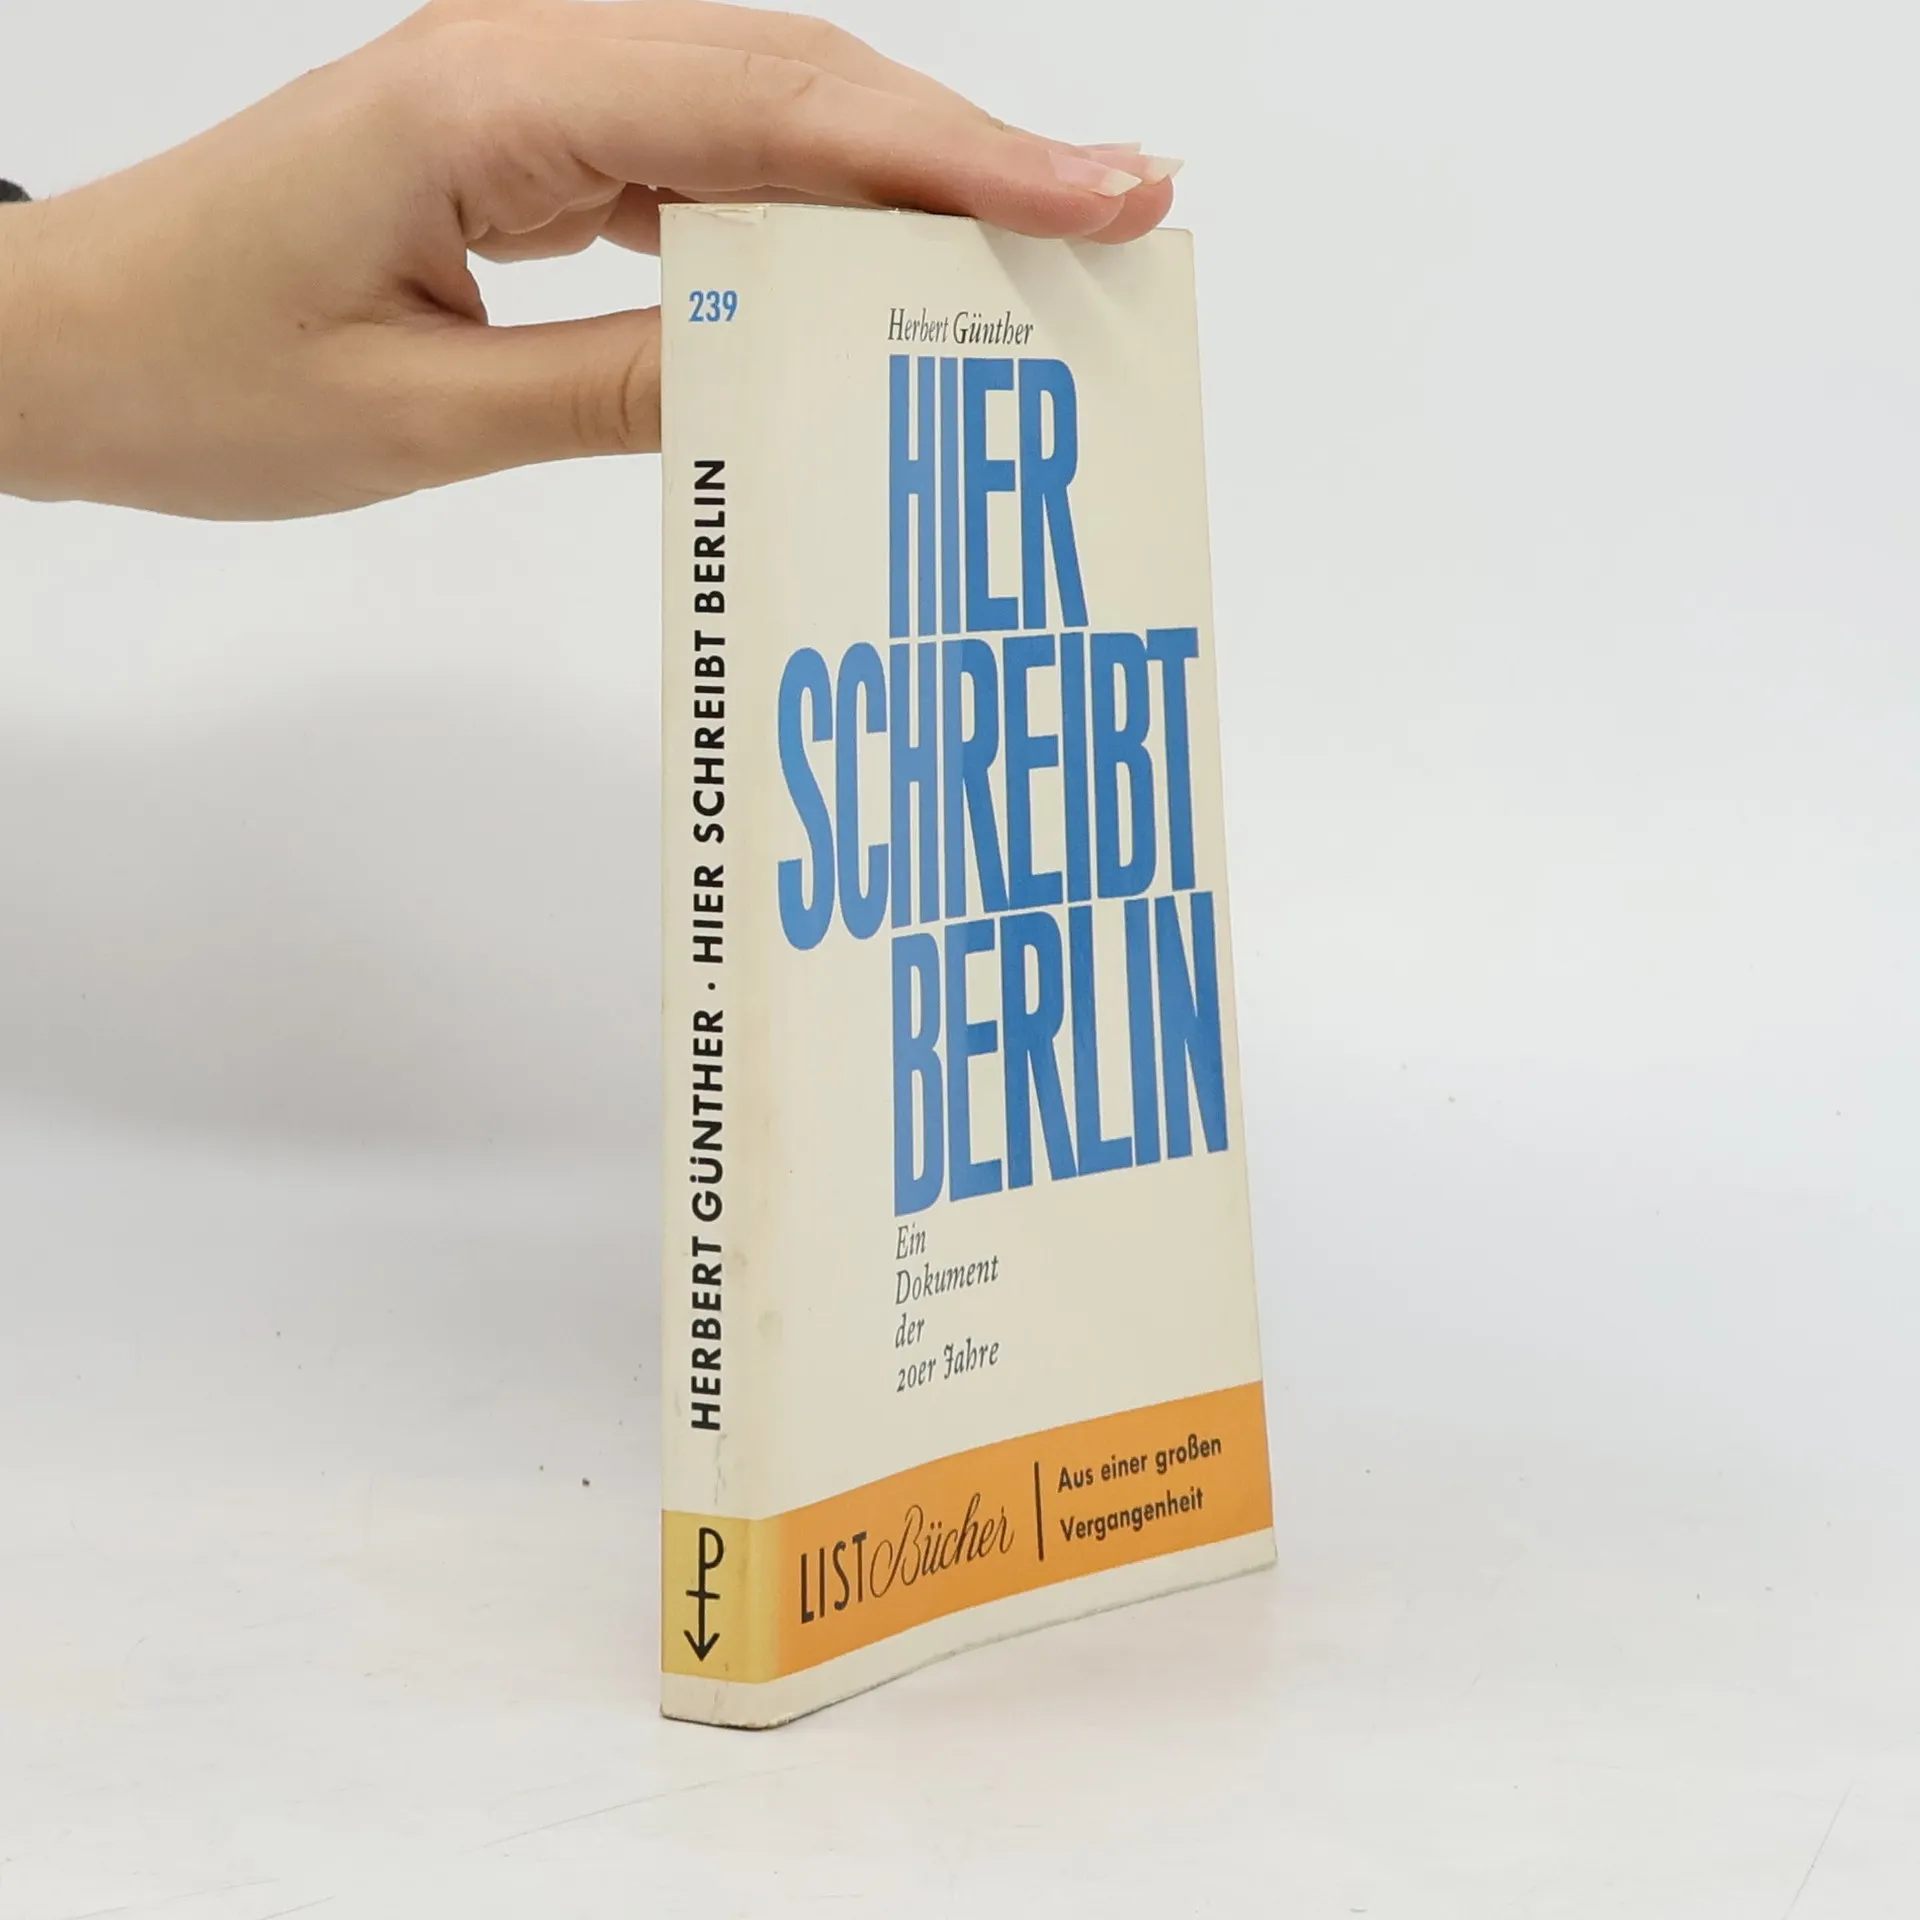 239
HERBERT GÜNTHER · HIER SCHREIBT BERLIN
P
Herbert Günther
HIER
SCHREIBT
BERLIN
Ein
Dokument
der
20er Jahre
LIST Bücher
Aus einer großen
Vergangenheit